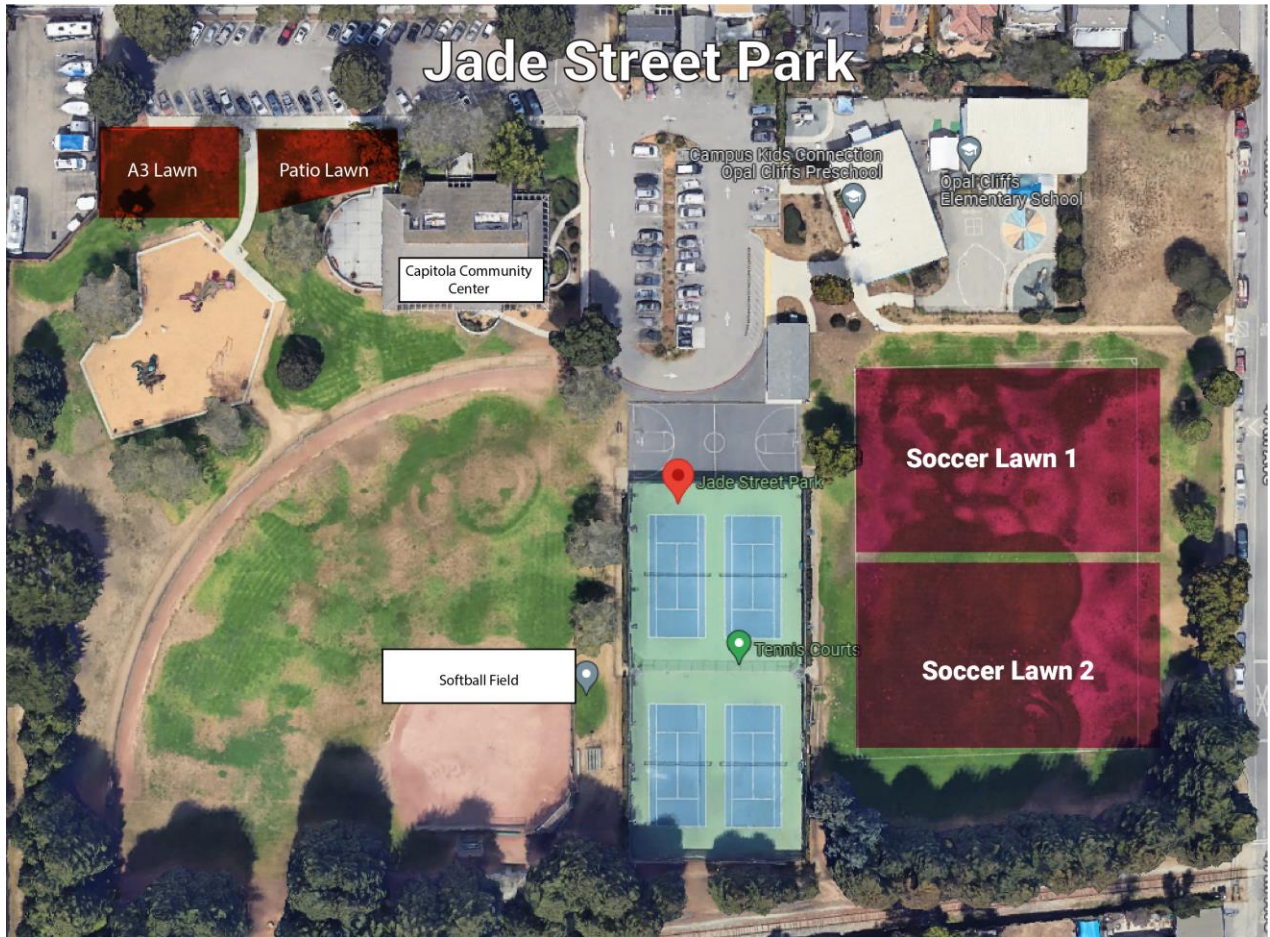 Jade Street Park
A3 Lawn
Patio Lawn
Campus Kids Connection
Opal Cliffs Preschool
Opal Cliffs
Elementary School
Capitola Community
Center
Soccer Lawn 1
Jade Street Park
Tennis Courts
Softball Field
Soccer Lawn 2